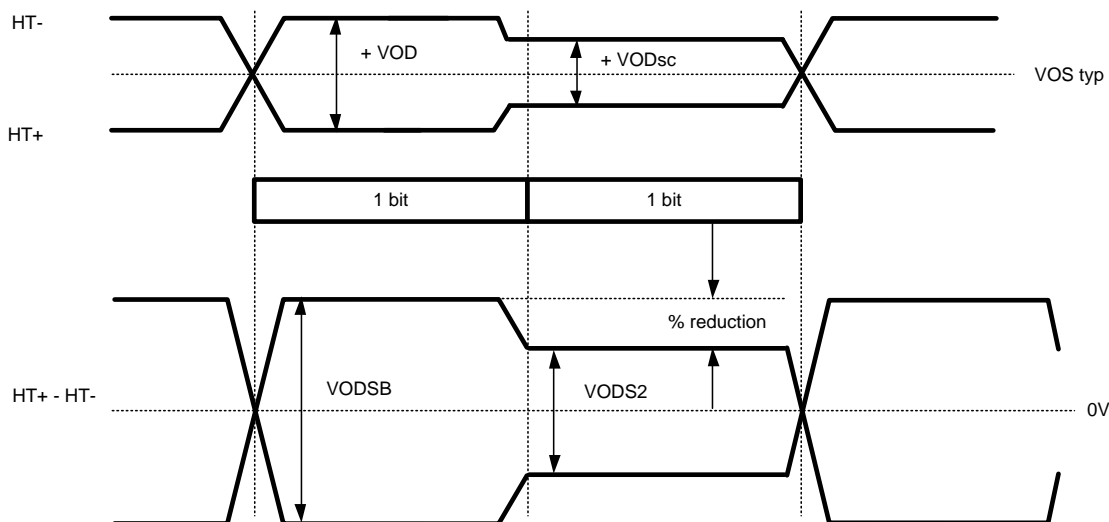 HT-
+ VOD
+ VODsc
VOS typ
HT+
1 bit
1 bit
% reduction
VODSB
VODS2
HT+ - HT-
0V